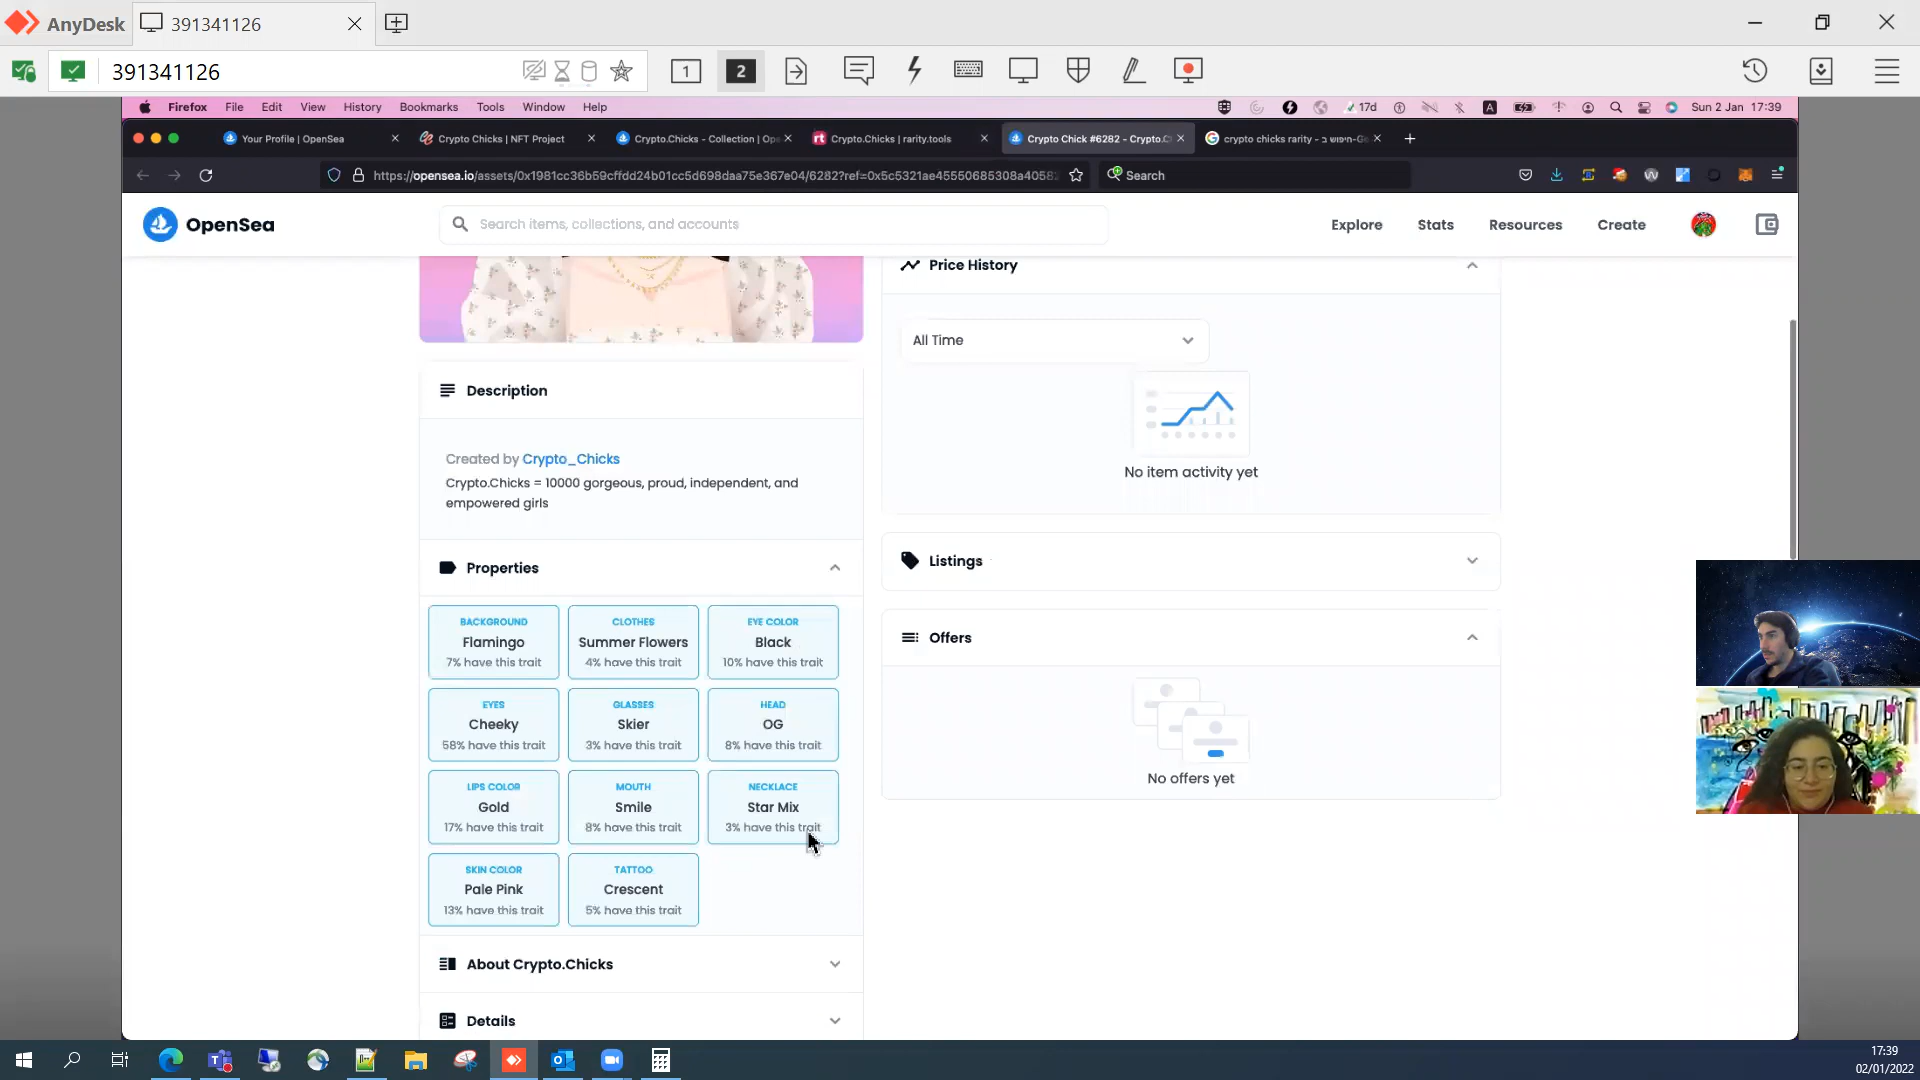 AnyDesk
391341126
391341126
1
2
Firefox File Edit View History Bookmarks Tools Window Help
17d
A
Sun 2 Jan 17:39
Your Profile | OpenSea
Crypto Chicks | NFT Project
Crypto.Chicks - Collection | Op
rt Crypto.Chicks | rarity.tools
Crypto Chick #6282 - Crypto.C
crypto chicks rarity - חיפוש ב-G
https://opensea.io/assets/0x1981cc36b59cffdd24b01cc5d698daa75e367e04/6282?ref=0x5c5321ae45550685308a4058
Search
OpenSea
Search items, collections, and accounts
Explore
Stats
Resources
Create
Price History
All Time
No item activity yet
Description
Created by Crypto_Chicks
Crypto.Chicks = 10000 gorgeous, proud, independent, and
empowered girls
Listings
Properties
Offers
No offers yet
BACKGROUND
Flamingo
7% have this trait
CLOTHES
Summer Flowers
4% have this trait
EYE COLOR
Black
10% have this trait
EYES
Cheeky
58% have this trait
GLASSES
Skier
3% have this trait
HEAD
OG
8% have this trait
LIPS COLOR
Gold
17% have this trait
MOUTH
Smile
8% have this trait
NECKLACE
Star Mix
3% have this trait
SKIN COLOR
Pale Pink
13% have this trait
TATTOO
Crescent
5% have this trait
About Crypto.Chicks
Details
17:39
02/01/2022